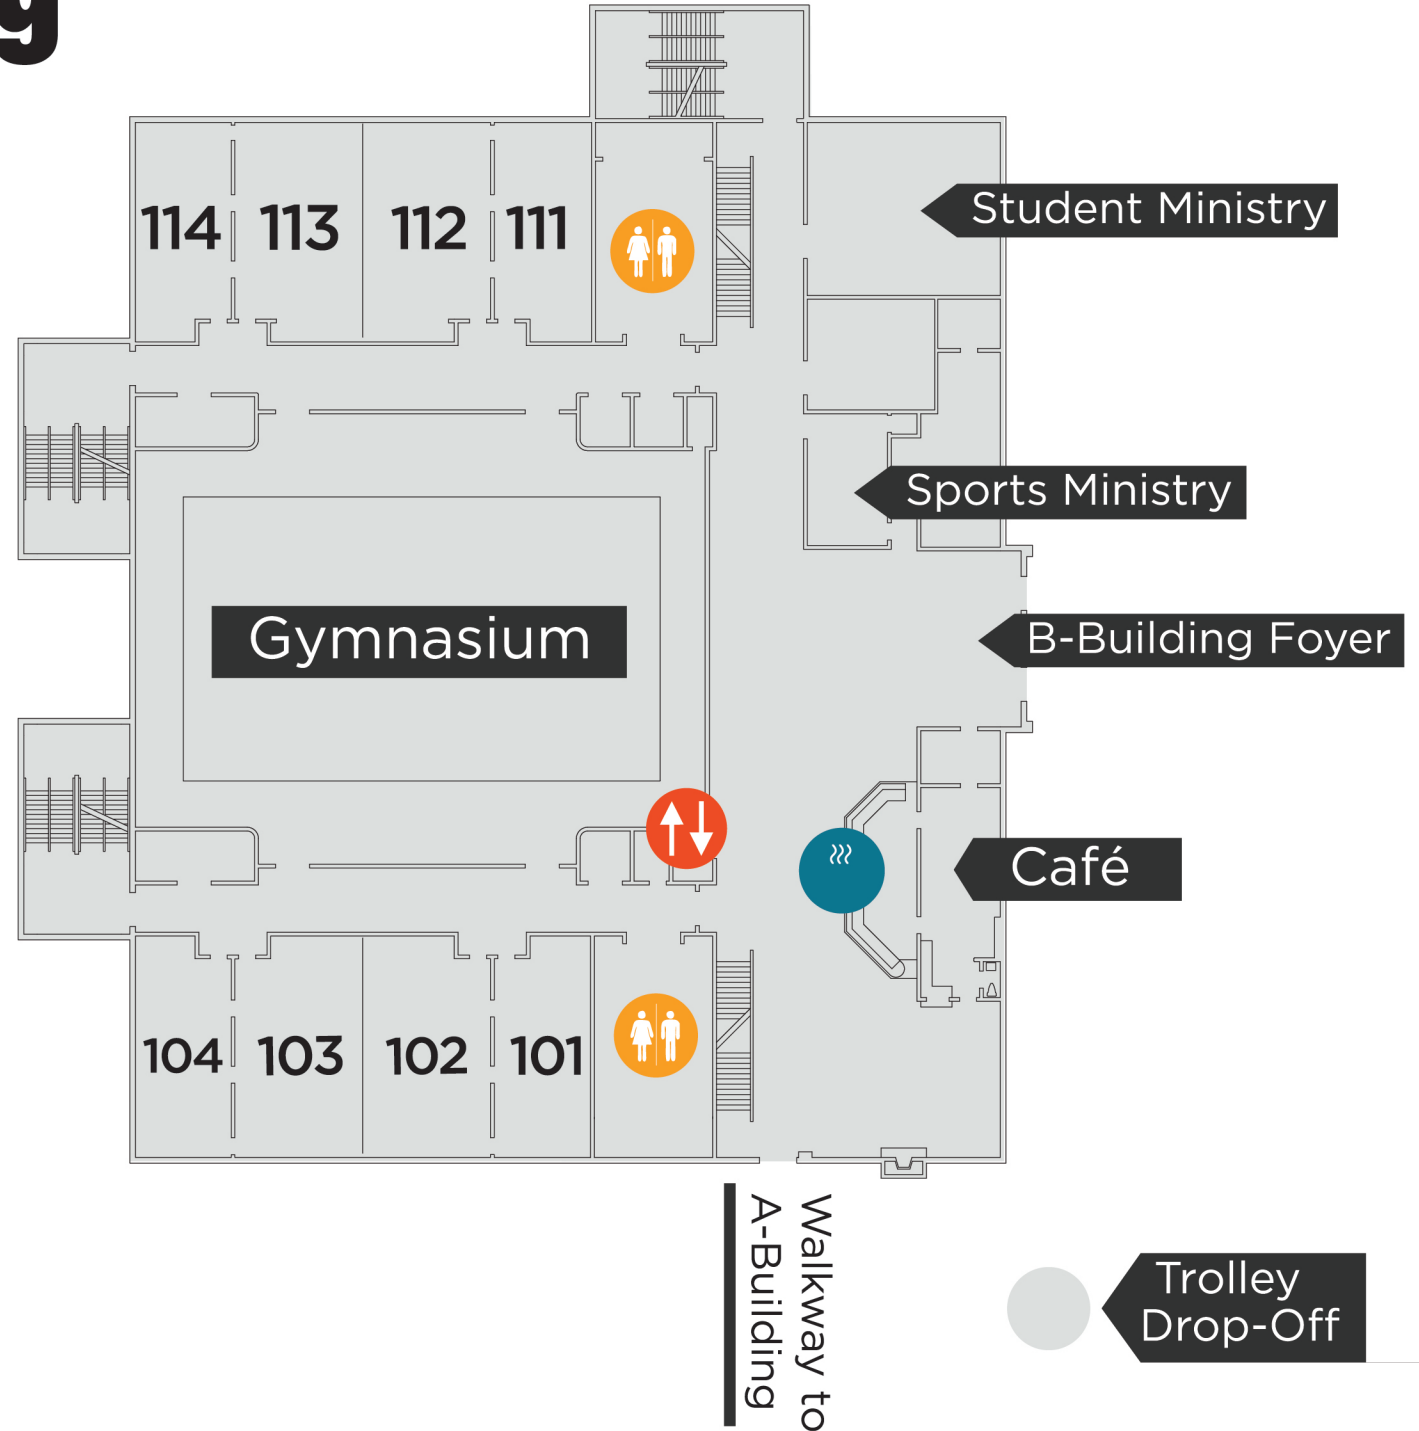 g
114 113 112 111
Student Ministry
Sports Ministry
Gymnasium
B-Building Foyer
Café
104 103 102 101
Walkway to
A-Building
Trolley
Drop-Off